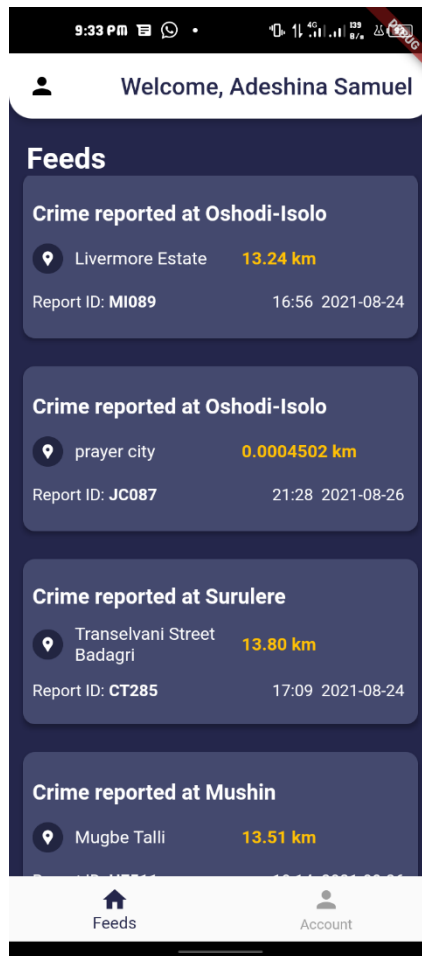 9:33 PM
4G
139
B/s
DEBUG
Welcome, Adeshina Samuel
Feeds
Crime reported at Oshodi-Isolo
Livermore Estate 13.24 km
Report ID: MI089 16:56 2021-08-24
Crime reported at Oshodi-Isolo
prayer city 0.0004502 km
Report ID: JC087 21:28 2021-08-26
Crime reported at Surulere
Transelvani Street
Badagri
13.80 km
Report ID: CT285 17:09 2021-08-24
Crime reported at Mushin
Mugbe Talli 13.51 km
Feeds Account